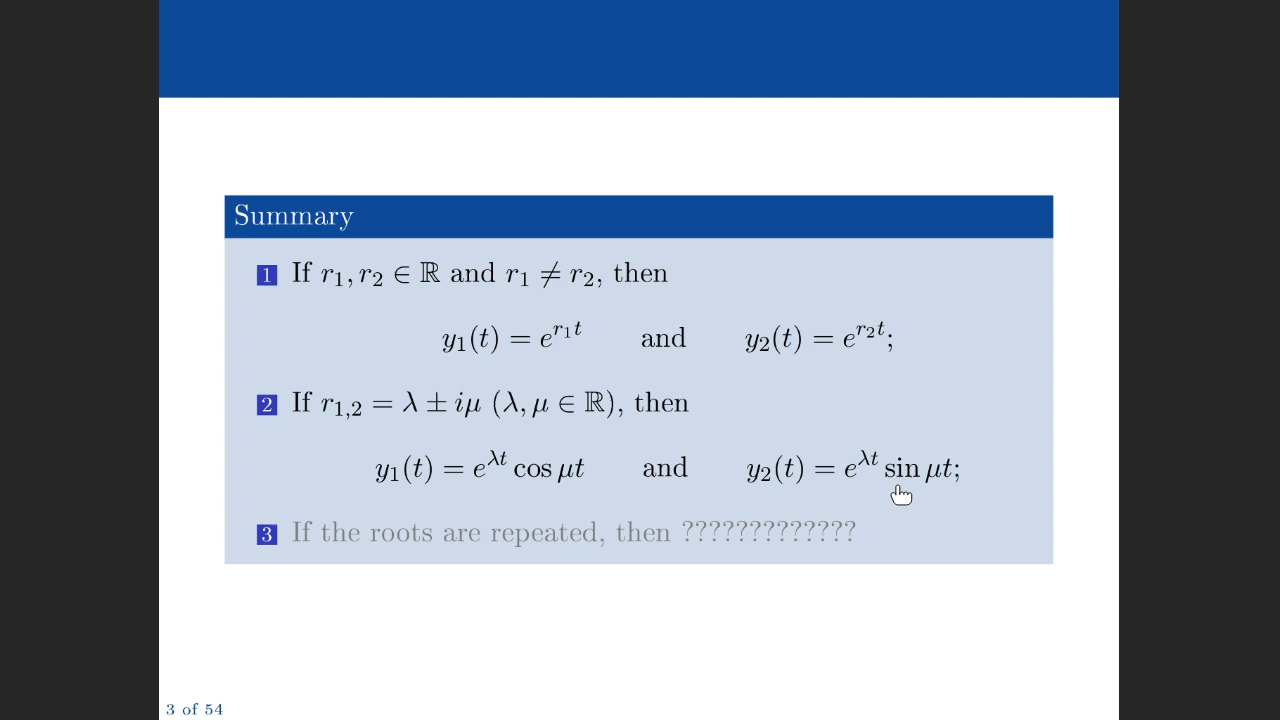 Summary
1 If r₁, r₂ ∈ ℝ and r₁ ≠ r₂, then
y₁(t) = e^{r₁t} and y₂(t) = e^{r₂t};
2 If r₁,₂ = λ ± iμ (λ, μ ∈ ℝ), then
y₁(t) = e^{λt} cos μt and y₂(t) = e^{λt} sin μt;
3 If the roots are repeated, then ?????????????
3 of 54